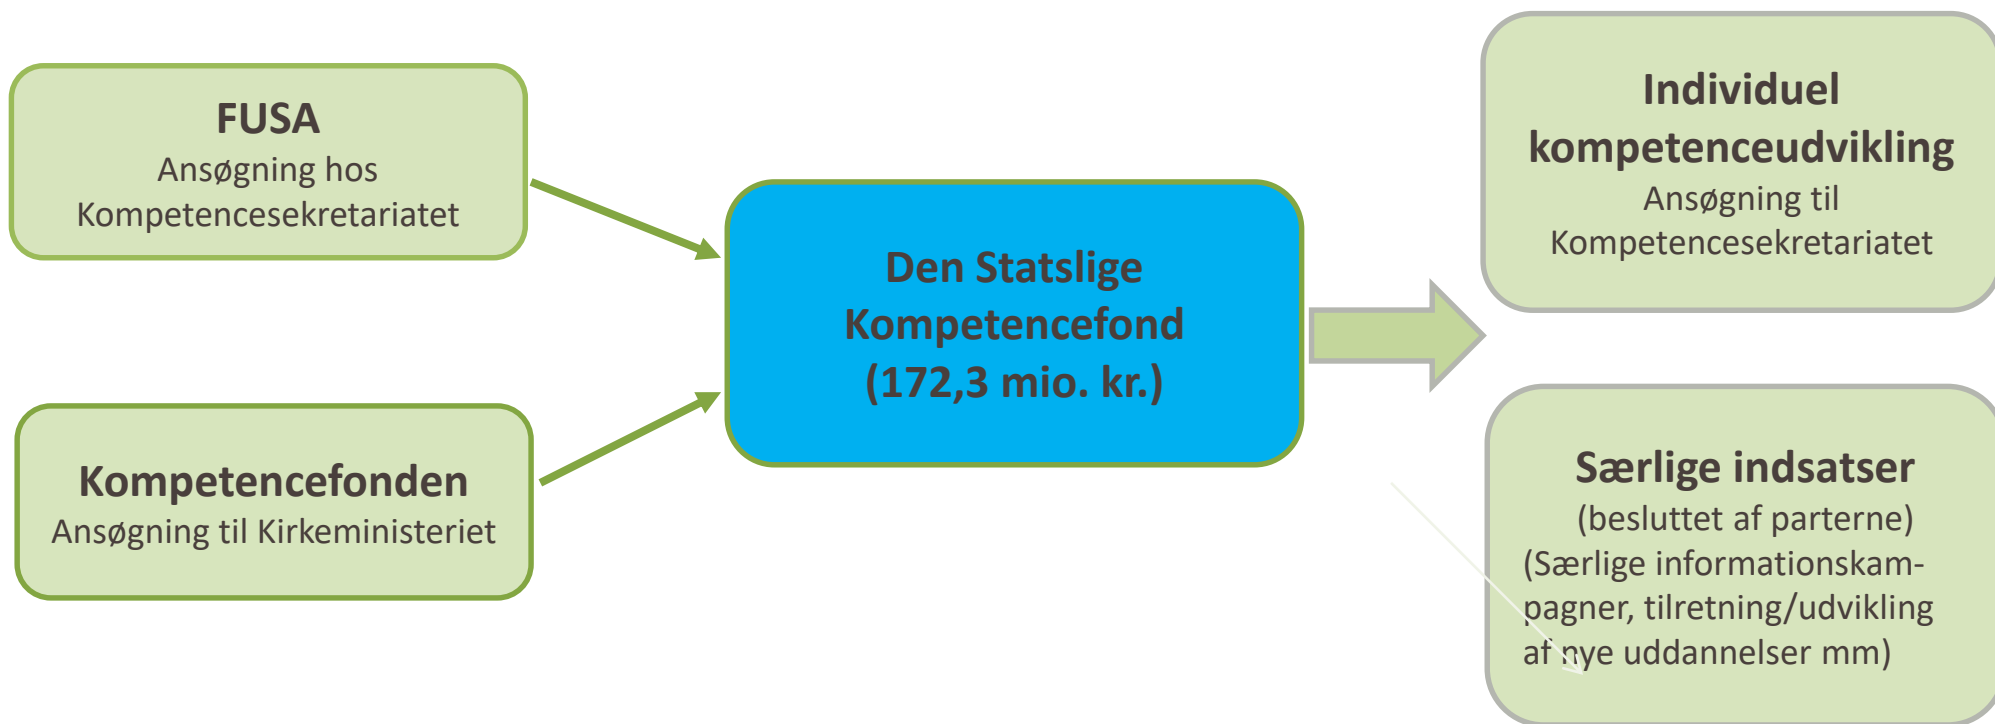 FUSA
Ansøgning hos
Kompetencesekretariatet
Kompetencefonden
Ansøgning til Kirkeministeriet
Den Statslige
Kompetencefond
(172,3 mio. kr.)
Individuel
kompetenceudvikling
Ansøgning til
Kompetencesekretariatet
Særlige indsatser
(besluttet af parterne)
(Særlige informationskam-
pagner, tilretning/udvikling
af nye uddannelser mm)